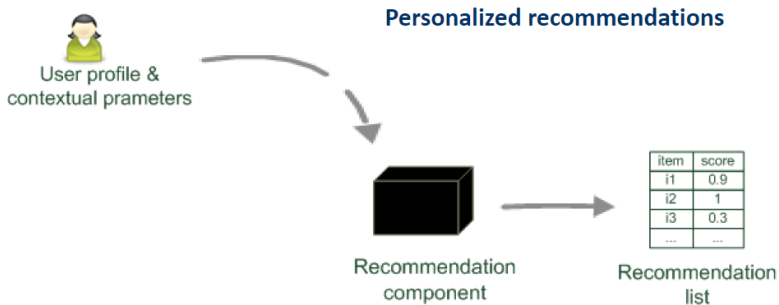 Personalized recommendations
User profile &
contextual prameters
item score
i1 0.9
i2 1
i3 0.3
... ...
Recommendation
component
Recommendation
list